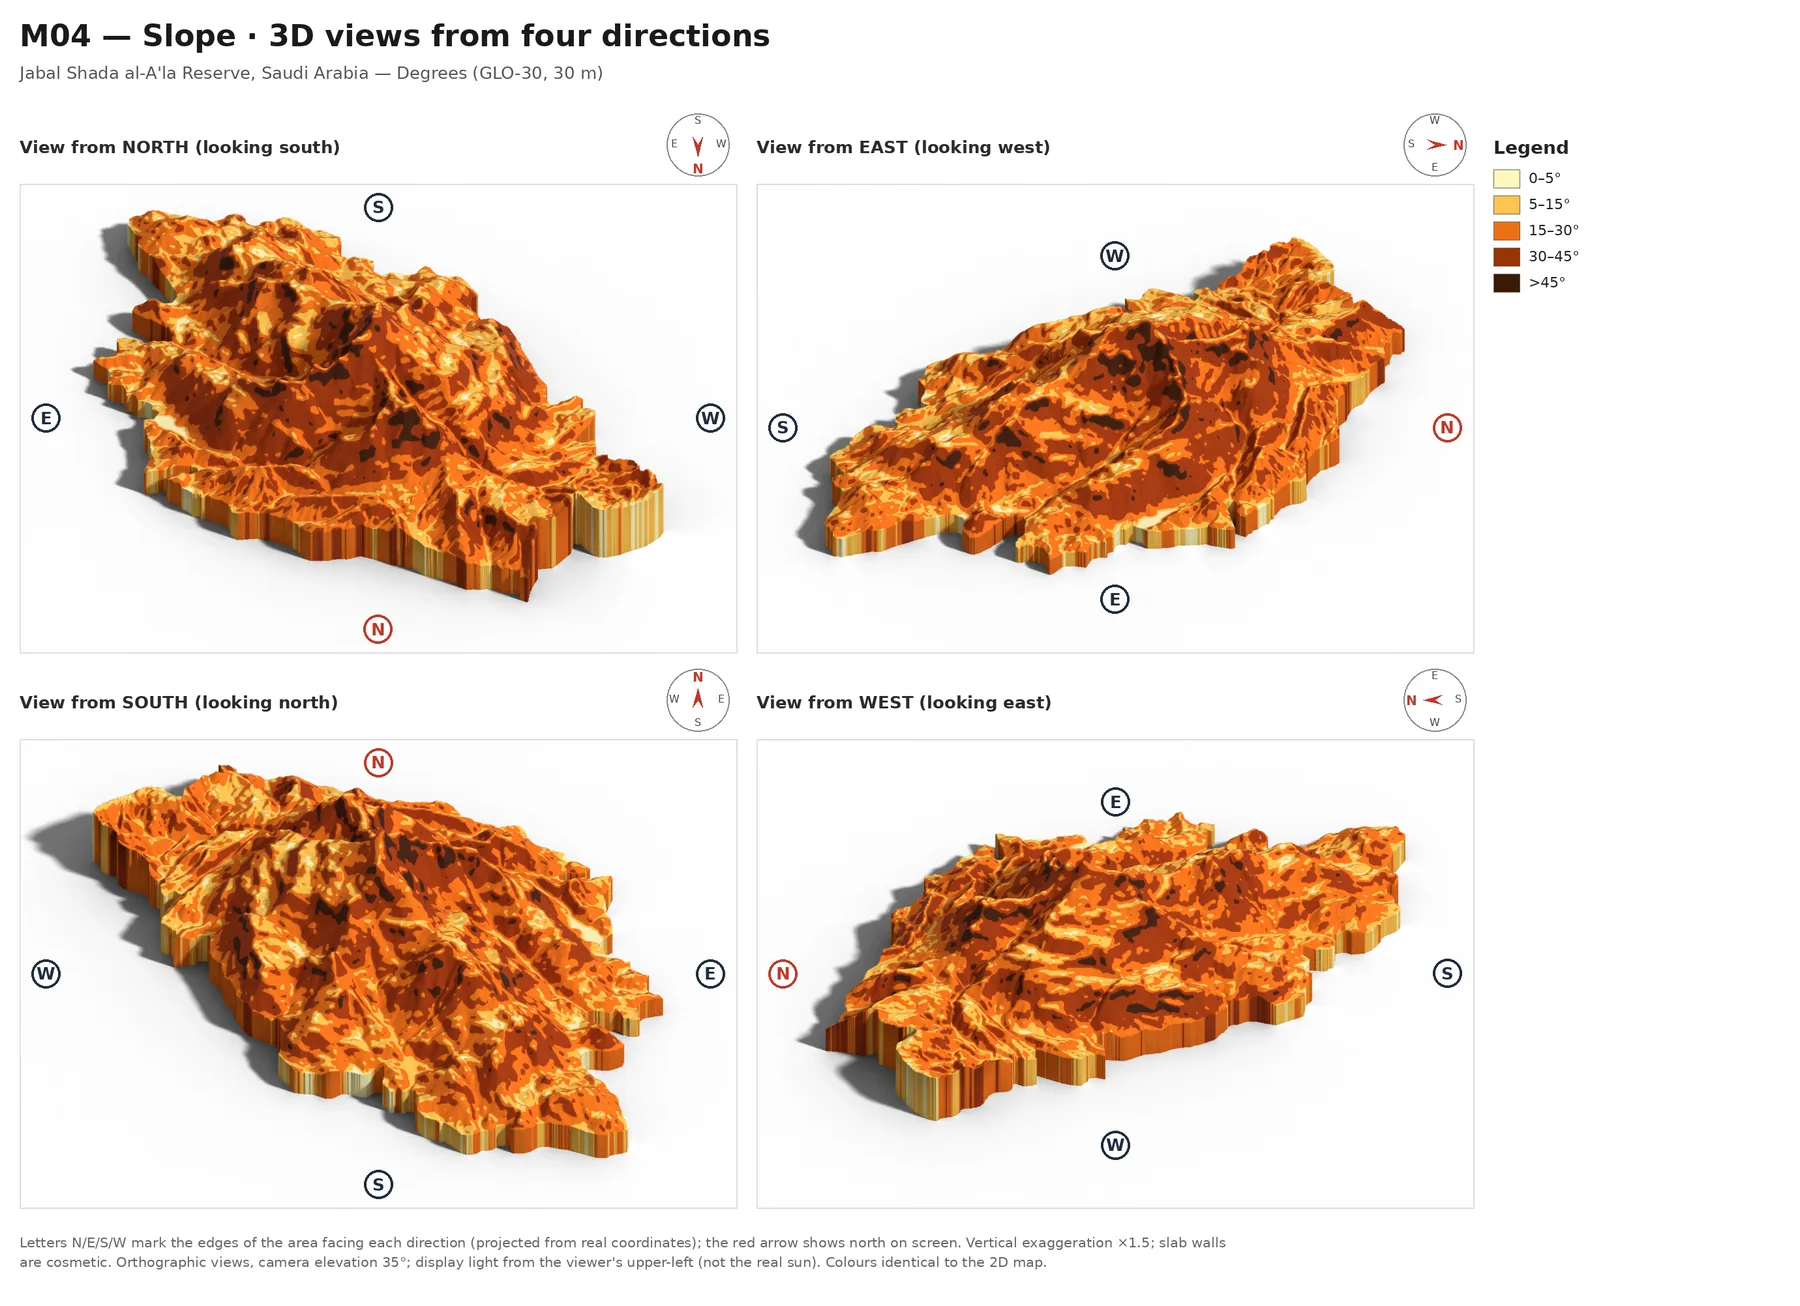 M04 — Slope · 3D views from four directions
Jabal Shada al-A'la Reserve, Saudi Arabia — Degrees (GLO-30, 30 m)
View from NORTH (looking south)
S
E W
N
View from EAST (looking west)
W
S N
E
Legend
0–5°
5–15°
15–30°
30–45°
>45°
S
E
W
N
W
S
N
E
View from SOUTH (looking north)
N
W E
S
View from WEST (looking east)
E
N S
W
N
W
E
S
E
N
S
W
Letters N/E/S/W mark the edges of the area facing each direction (projected from real coordinates); the red arrow shows north on screen. Vertical exaggeration ×1.5; slab walls
are cosmetic. Orthographic views, camera elevation 35°; display light from the viewer's upper-left (not the real sun). Colours identical to the 2D map.